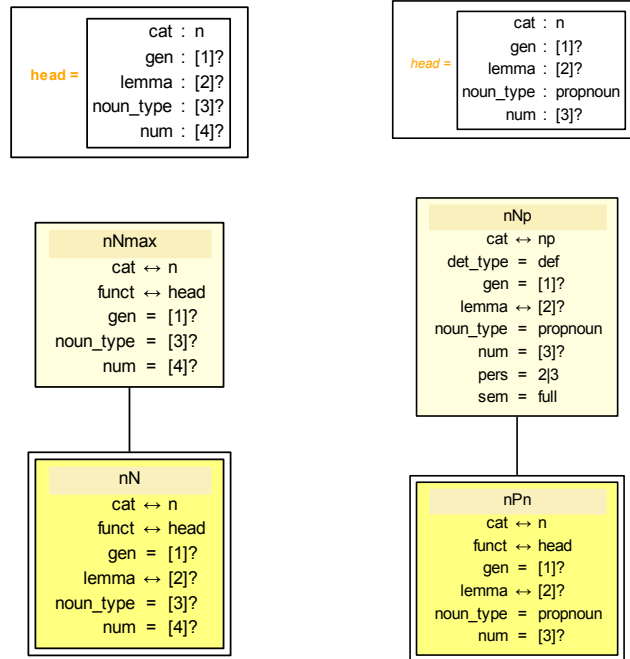 head =
cat : n
gen : [1]?
lemma : [2]?
noun_type : [3]?
num : [4]?
nNmax
cat ↔ n
funct ↔ head
gen = [1]?
noun_type = [3]?
num = [4]?
nN
cat ↔ n
funct ↔ head
gen = [1]?
lemma ↔ [2]?
noun_type = [3]?
num = [4]?
head =
cat : n
gen : [1]?
lemma : [2]?
noun_type : propnoun
num : [3]?
nNp
cat ↔ np
det_type = def
gen = [1]?
lemma ↔ [2]?
noun_type = propnoun
num = [3]?
pers = 2|3
sem = full
nPn
cat ↔ n
funct ↔ head
gen = [1]?
lemma ↔ [2]?
noun_type = propnoun
num = [3]?